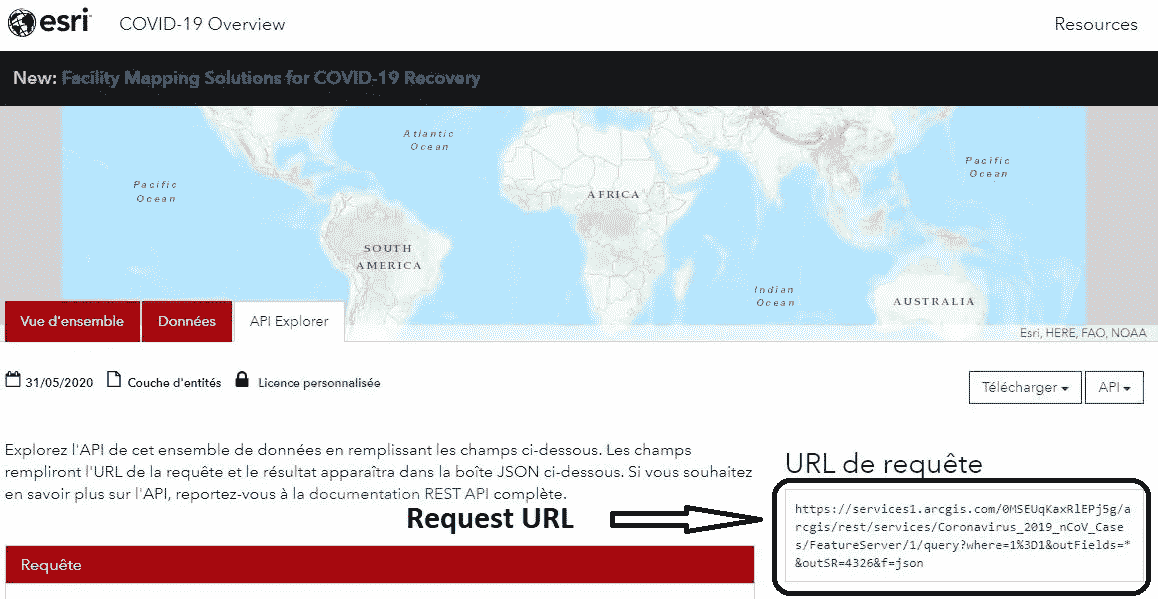 esri COVID-19 Overview Resources
New: Facility Mapping Solutions for COVID-19 Recovery
Atlantic
Ocean
Pacific
Ocean
AFRICA
Pacific
Ocean
SOUTH
AMERICA
Indian
Ocean
AUSTRALIA
Esri, HERE, FAO, NOAA
Vue d'ensemble Données API Explorer
31/05/2020 Couche d'entités Licence personnalisée
Télécharger API
Explorez l'API de cet ensemble de données en remplissant les champs ci-dessous. Les champs
rempliront l'URL de la requête et le résultat apparaîtra dans la boîte JSON ci-dessous. Si vous souhaitez
en savoir plus sur l'API, reportez-vous à la documentation REST API complète.
Request URL
URL de requête
https://services1.arcgis.com/0MSEUqKaxRlEPj5g/a
rcgis/rest/services/Coronavirus_2019_nCoV_Case
s/FeatureServer/1/query?where=1%3D1&outFields=*
&outSR=4326&f=json
Requête